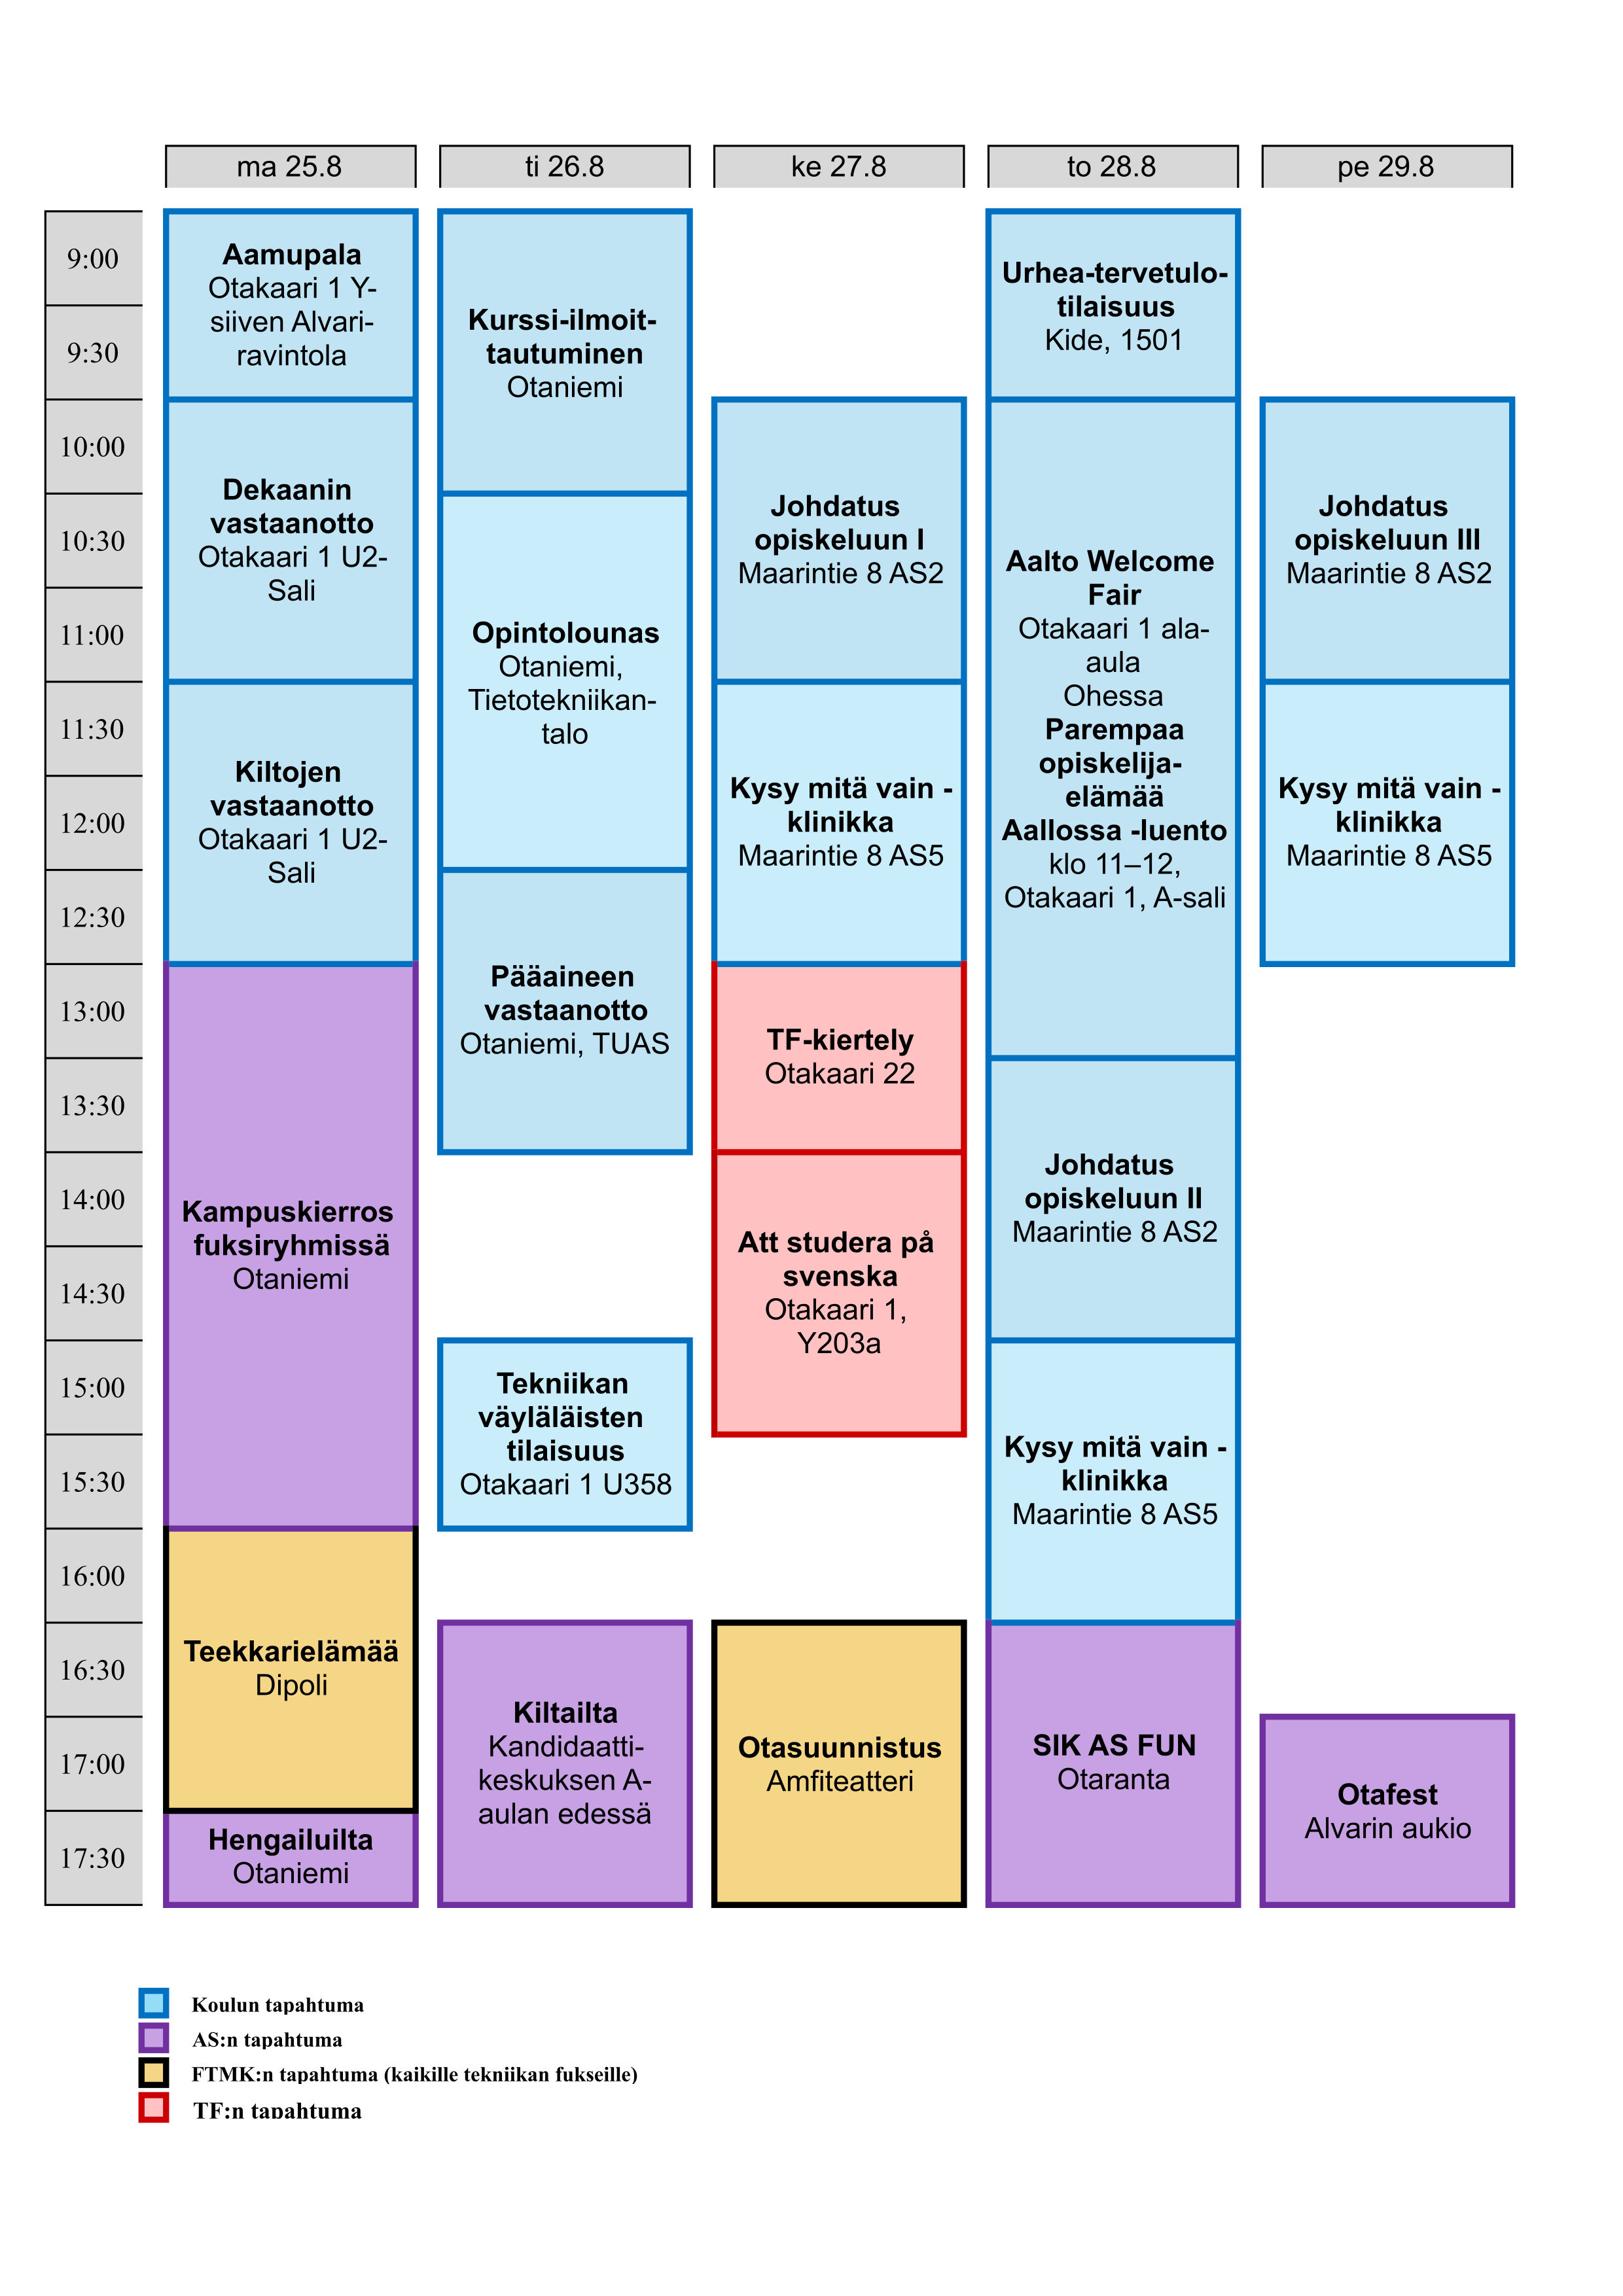 ma 25.8
ti 26.8
ke 27.8
to 28.8
pe 29.8
9:00
9:30
10:00
10:30
11:00
11:30
12:00
12:30
13:00
13:30
14:00
14:30
15:00
15:30
16:00
16:30
17:00
17:30
Aamupala
Otakaari 1 Y-
siiven Alvari-
ravintola
Dekaanin
vastaanotto
Otakaari 1 U2-
Sali
Kiltojen
vastaanotto
Otakaari 1 U2-
Sali
Kampuskierros
fuksiryhmissä
Otaniemi
Teekkarielämää
Dipoli
Hengailuilta
Otaniemi
Kurssi-ilmoit-
tautuminen
Otaniemi
Opintolounas
Otaniemi,
Tietotekniikan-
talo
Pääaineen
vastaanotto
Otaniemi, TUAS
Tekniikan
väyläläisten
tilaisuus
Otakaari 1 U358
Kiltailta
Kandidaatti-
keskuksen A-
aulan edessä
Johdatus
opiskeluun I
Maarintie 8 AS2
Kysy mitä vain -
klinikka
Maarintie 8 AS5
TF-kiertely
Otakaari 22
Att studera på
svenska
Otakaari 1,
Y203a
Otasuunnistus
Amfiteatteri
Urhea-tervetulo-
tilaisuus
Kide, 1501
Aalto Welcome
Fair
Otakaari 1 ala-
aula
Ohessa
Parempaa
opiskelija-
elämää
Aallossa -luento
klo 11–12,
Otakaari 1, A-sali
Johdatus
opiskeluun II
Maarintie 8 AS2
Kysy mitä vain -
klinikka
Maarintie 8 AS5
SIK AS FUN
Otaranta
Johdatus
opiskeluun III
Maarintie 8 AS2
Kysy mitä vain -
klinikka
Maarintie 8 AS5
Otafest
Alvarin aukio
Koulun tapahtuma
AS:n tapahtuma
FTMK:n tapahtuma (kaikille tekniikan fukseille)
TF:n tapahtuma